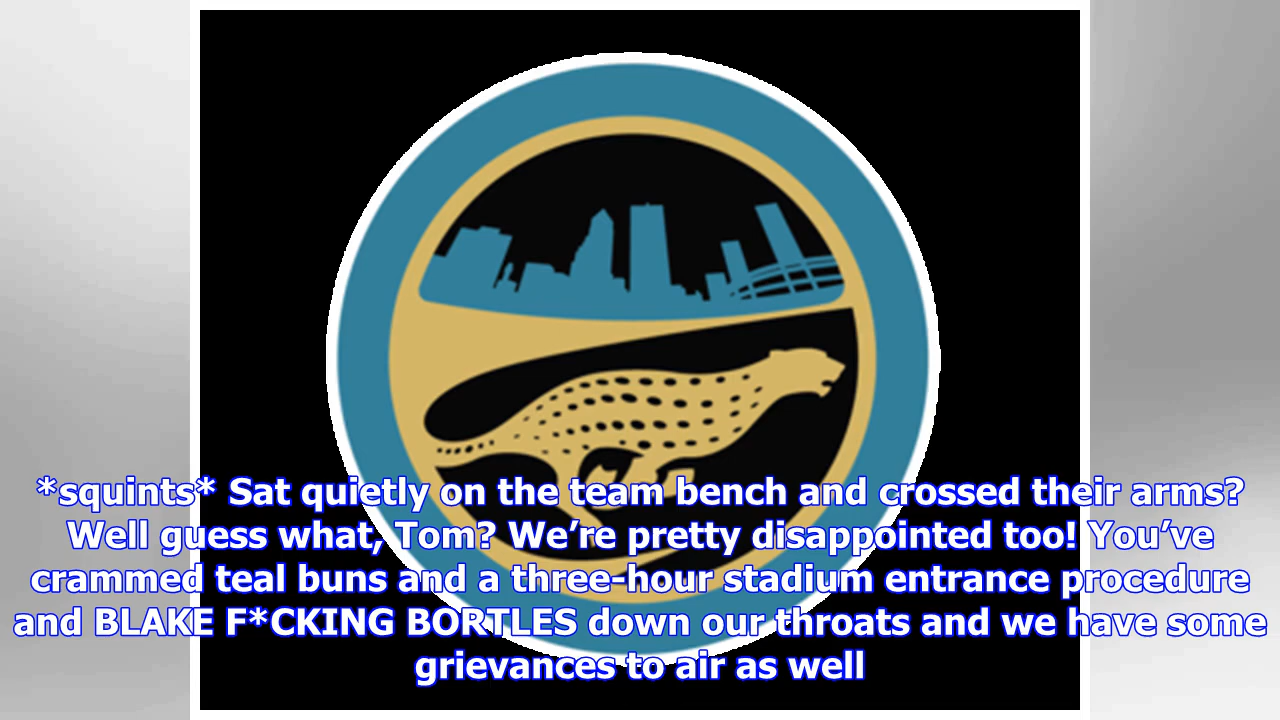 *squints* Sat quietly on the team bench and crossed their arms?
Well guess what, Tom? We’re pretty disappointed too! You’ve
crammed teal buns and a three-hour stadium entrance procedure
and BLAKE F*CKING BORTLES down our throats and we have some
grievances to air as well